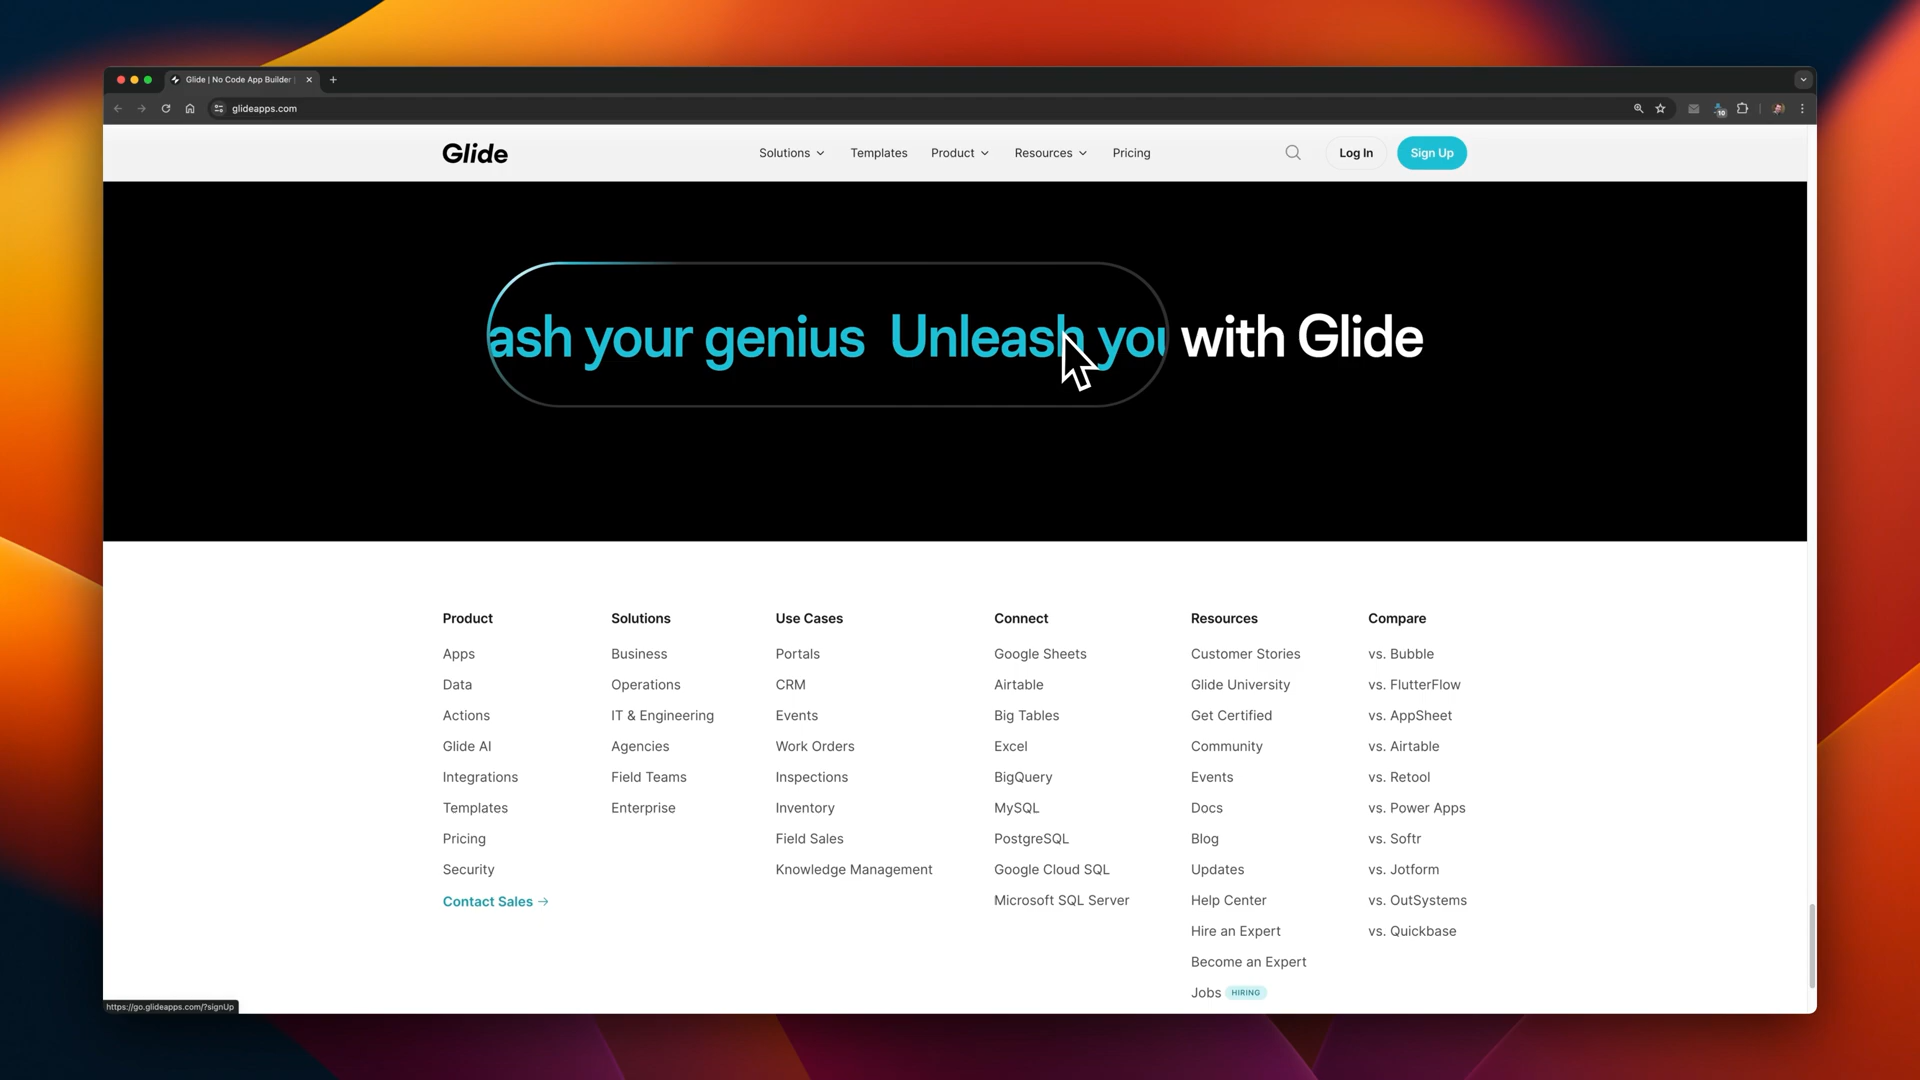 Glide | No Code App Builder |
glideapps.com
10
Glide
Solutions
Templates
Product
Resources
Pricing
Log In
Sign Up
ash your genius Unleash you with Glide
Product
Apps
Data
Actions
Glide AI
Integrations
Templates
Pricing
Security
Contact Sales →
Solutions
Business
Operations
IT & Engineering
Agencies
Field Teams
Enterprise
Use Cases
Portals
CRM
Events
Work Orders
Inspections
Inventory
Field Sales
Knowledge Management
Connect
Google Sheets
Airtable
Big Tables
Excel
BigQuery
MySQL
PostgreSQL
Google Cloud SQL
Microsoft SQL Server
Resources
Customer Stories
Glide University
Get Certified
Community
Events
Docs
Blog
Updates
Help Center
Hire an Expert
Become an Expert
Jobs HIRING
Compare
vs. Bubble
vs. FlutterFlow
vs. AppSheet
vs. Airtable
vs. Retool
vs. Power Apps
vs. Softr
vs. Jotform
vs. OutSystems
vs. Quickbase
https://go.glideapps.com/?signUp